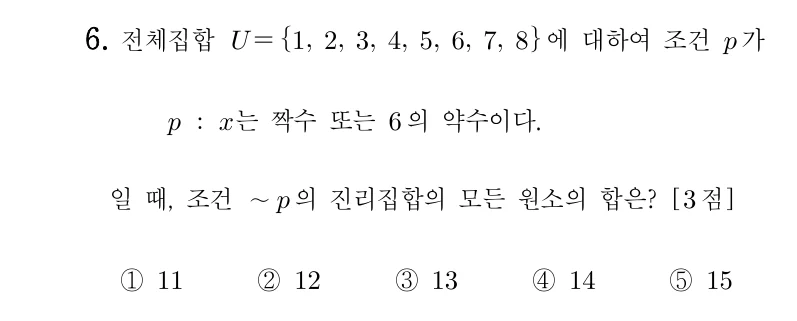 6. 전체집합 U={1, 2, 3, 4, 5, 6, 7, 8}에 대하여 조건 p가
p : x는 짝수 또는 6의 약수이다.
일 때, 조건 ~p의 진리집합의 모든 원소의 합은? [3점]
① 11 ② 12 ③ 13 ④ 14 ⑤ 15